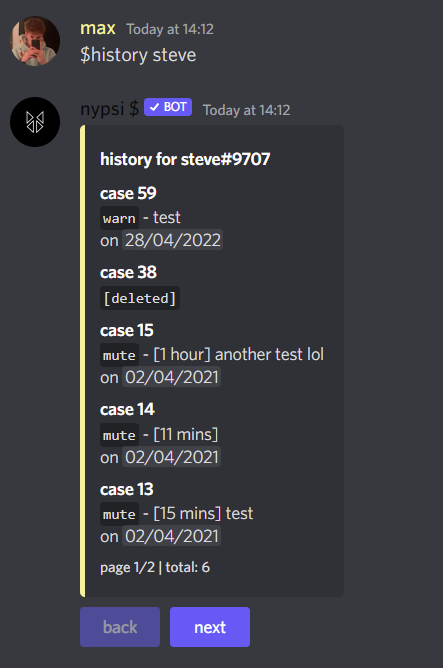 max Today at 14:12
$history steve
nypsi $ ✓ BOT Today at 14:12
history for steve#9707
case 59
warn - test
on 28/04/2022
case 38
[deleted]
case 15
mute - [1 hour] another test lol
on 02/04/2021
case 14
mute - [11 mins]
on 02/04/2021
case 13
mute - [15 mins] test
on 02/04/2021
page 1/2 | total: 6
back next